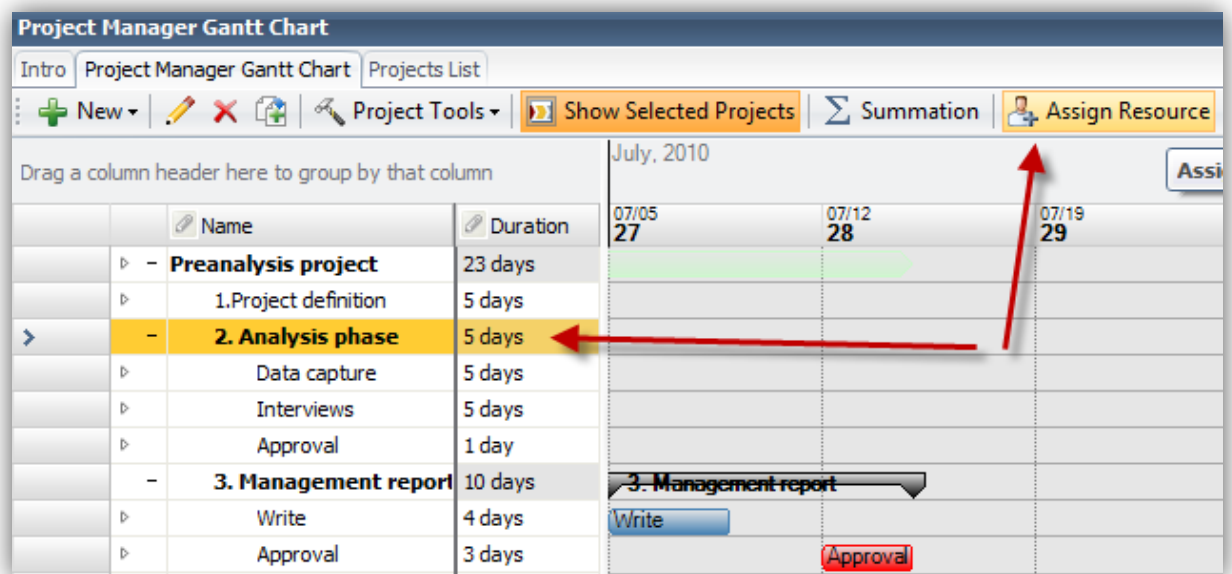 Project Manager Gantt Chart
Intro Project Manager Gantt Chart Projects List
New Project Tools Show Selected Projects Summation Assign Resource
July, 2010
Drag a column header here to group by that column
Name Duration 07/05 07/12 07/19
27 28 29
- Preanalysis project 23 days
1.Project definition 5 days
- 2. Analysis phase 5 days
Data capture 5 days
Interviews 5 days
Approval 1 day
- 3. Management report 10 days 3. Management report
Write 4 days Write
Approval 3 days Approval